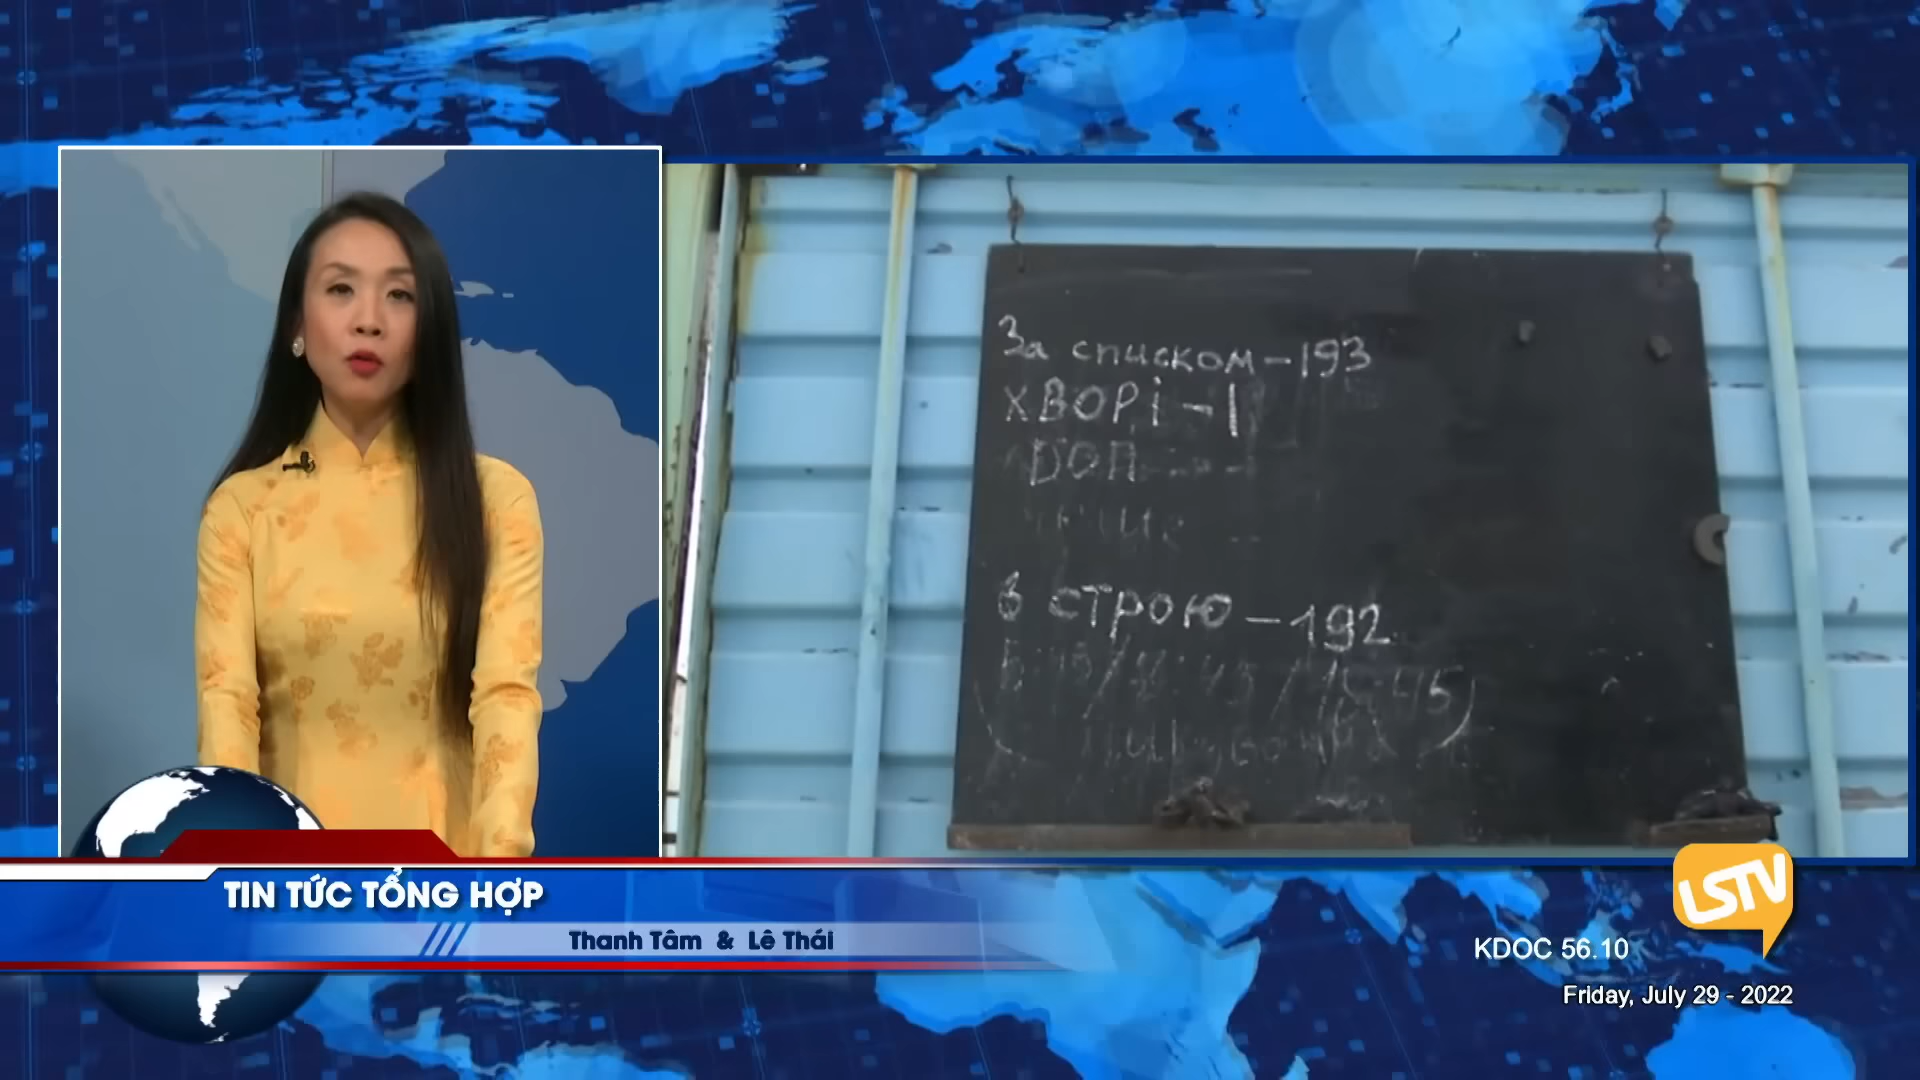 За списком – 193
ХВОРі – 1
ДОП
в строю – 192
TIN TỨC TỔNG HỢP
Thanh Tâm & Lê Thái
LSTV
KDOC 56.10
Friday, July 29 - 2022